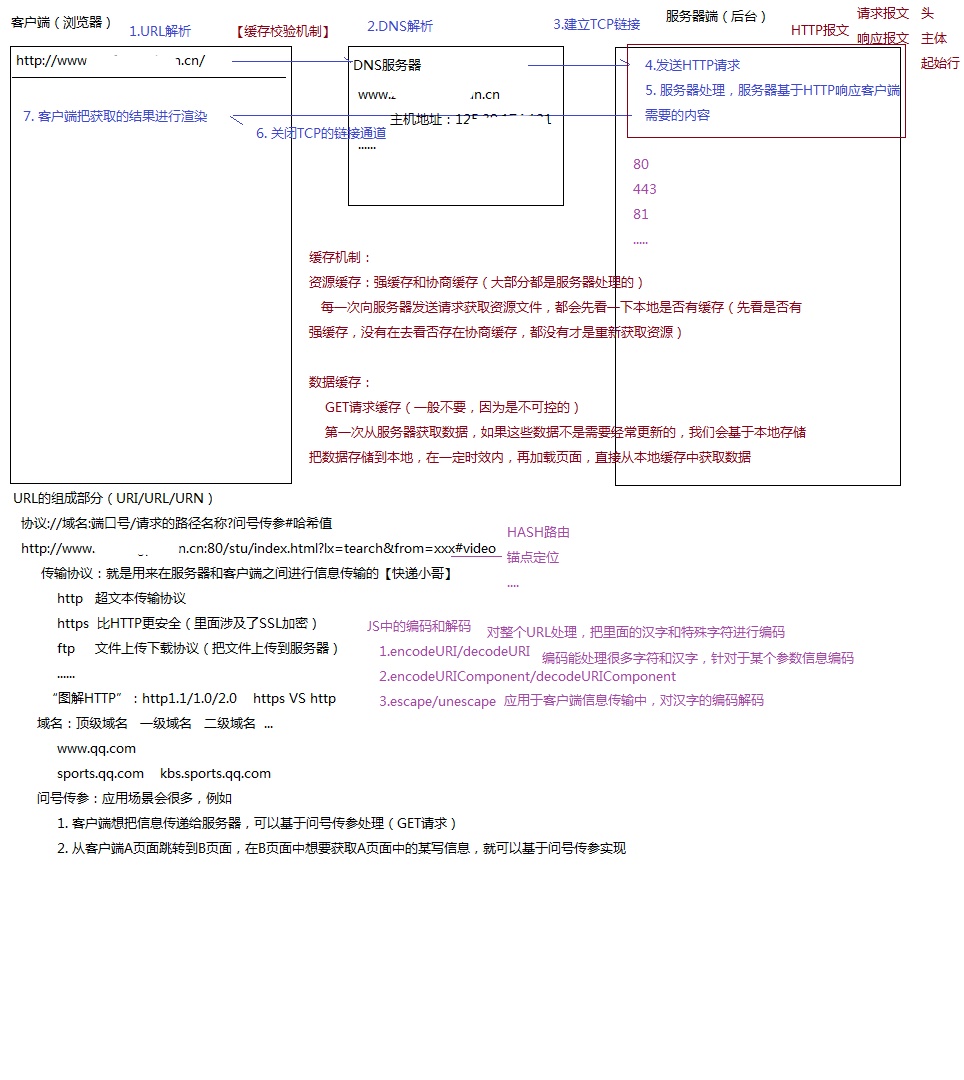 客户端（浏览器）
1.URL解析
【缓存校验机制】
2.DNS解析
3.建立TCP链接
服务器端（后台）
HTTP报文
请求报文 头
响应报文 主体
起始行
http://www .cn/
DNS服务器
www. .cn
主机地址：
......
4.发送HTTP请求
5. 服务器处理，服务器基于HTTP响应客户端
需要的内容
7. 客户端把获取的结果进行渲染
6. 关闭TCP的链接通道
80
443
81
.....
缓存机制：
资源缓存：强缓存和协商缓存（大部分都是服务器处理的）
每一次向服务器发送请求获取资源文件，都会先看一下本地是否有缓存（先看是否有
强缓存，没有在去看否存在协商缓存，都没有才是重新获取资源）
数据缓存：
GET请求缓存（一般不要，因为是不可控的）
第一次从服务器获取数据，如果这些数据不是需要经常更新的，我们会基于本地存储
把数据存储到本地，在一定时效内，再加载页面，直接从本地缓存中获取数据
URL的组成部分（URI/URL/URN）
协议://域名:端口号/请求的路径名称?问号传参#哈希值
http://www. n.cn:80/stu/index.html?lx=tearch&from=xxx#video
HASH路由
锚点定位
....
传输协议：就是用来在服务器和客户端之间进行信息传输的【快递小哥】
http 超文本传输协议
https 比HTTP更安全（里面涉及了SSL加密）
ftp 文件上传下载协议（把文件上传到服务器）
......
“图解HTTP”：http1.1/1.0/2.0 https VS http
JS中的编码和解码
对整个URL处理，把里面的汉字和特殊字符进行编码
1.encodeURI/decodeURI
编码能处理很多字符和汉字，针对于某个参数信息编码
2.encodeURIComponent/decodeURIComponent
3.escape/unescape 应用于客户端信息传输中，对汉字的编码解码
域名：顶级域名 一级域名 二级域名 ...
www.qq.com
sports.qq.com kbs.sports.qq.com
问号传参：应用场景会很多，例如
1. 客户端想把信息传递给服务器，可以基于问号传参处理（GET请求）
2. 从客户端A页面跳转到B页面，在B页面中想要获取A页面中的某写信息，就可以基于问号传参实现